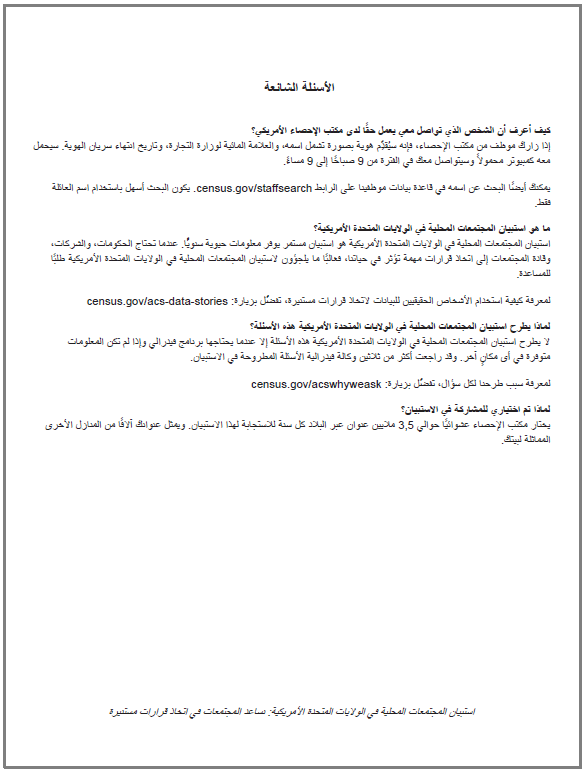 الأسئلة الشائعة
كيف أعرف أن الشخص الذي تواصل معي يعمل حقًّا لدى مكتب الإحصاء الأمريكي؟
إذا زارك موظف من مكتب الإحصاء، فإنه سيُقدِّم هوية بصورة تشمل اسمه، والعلامة المائية لوزارة التجارة، وتاريخ انتهاء سريان الهوية. سيحمل
معه كمبيوتر محمولاً وسيتواصل معك في الفترة من 9 صباحًا إلى 9 مساءً.
يمكنك أيضًا البحث عن اسمه في قاعدة بيانات موظفينا على الرابط census.gov/staffsearch. يكون البحث أسهل باستخدام اسم العائلة
فقط.
ما هو استبيان المجتمعات المحلية في الولايات المتحدة الأمريكية؟
استبيان المجتمعات المحلية في الولايات المتحدة الأمريكية هو استبيان مستمر يوفر معلومات حيوية سنويًّا. عندما تحتاج الحكومات، والشركات،
وقادة المجتمعات إلى اتخاذ قرارات مهمة تؤثر في حياتنا، فغالبًا ما يلجؤون لاستبيان المجتمعات المحلية في الولايات المتحدة الأمريكية طلبًا
للمساعدة.
لمعرفة كيفية استخدام الأشخاص الحقيقيين للبيانات لاتخاذ قرارات مستنيرة، تفضَّل بزيارة: census.gov/acs-data-stories
لماذا يطرح استبيان المجتمعات المحلية في الولايات المتحدة الأمريكية هذه الأسئلة؟
لا يطرح استبيان المجتمعات المحلية في الولايات المتحدة الأمريكية هذه الأسئلة إلا عندما يحتاجها برنامج فيدرالي وإذا لم تكن المعلومات
متوفرة في أي مكانٍ آخر. وقد راجعت أكثر من ثلاثين وكالة فيدرالية الأسئلة المطروحة في الاستبيان.
لمعرفة سبب طرحنا لكل سؤال، تفضَّل بزيارة: census.gov/acswhyweask
لماذا تم اختياري للمشاركة في الاستبيان؟
يختار مكتب الإحصاء عشوائيًّا حوالي 3,5 ملايين عنوان عبر البلاد كل سنة للاستجابة لهذا الاستبيان. ويمثل عنوانك آلافًا من المنازل الأخرى
المماثلة لبيتك.
استبيان المجتمعات المحلية في الولايات المتحدة الأمريكية: نساعد المجتمعات في اتخاذ قرارات مستنيرة